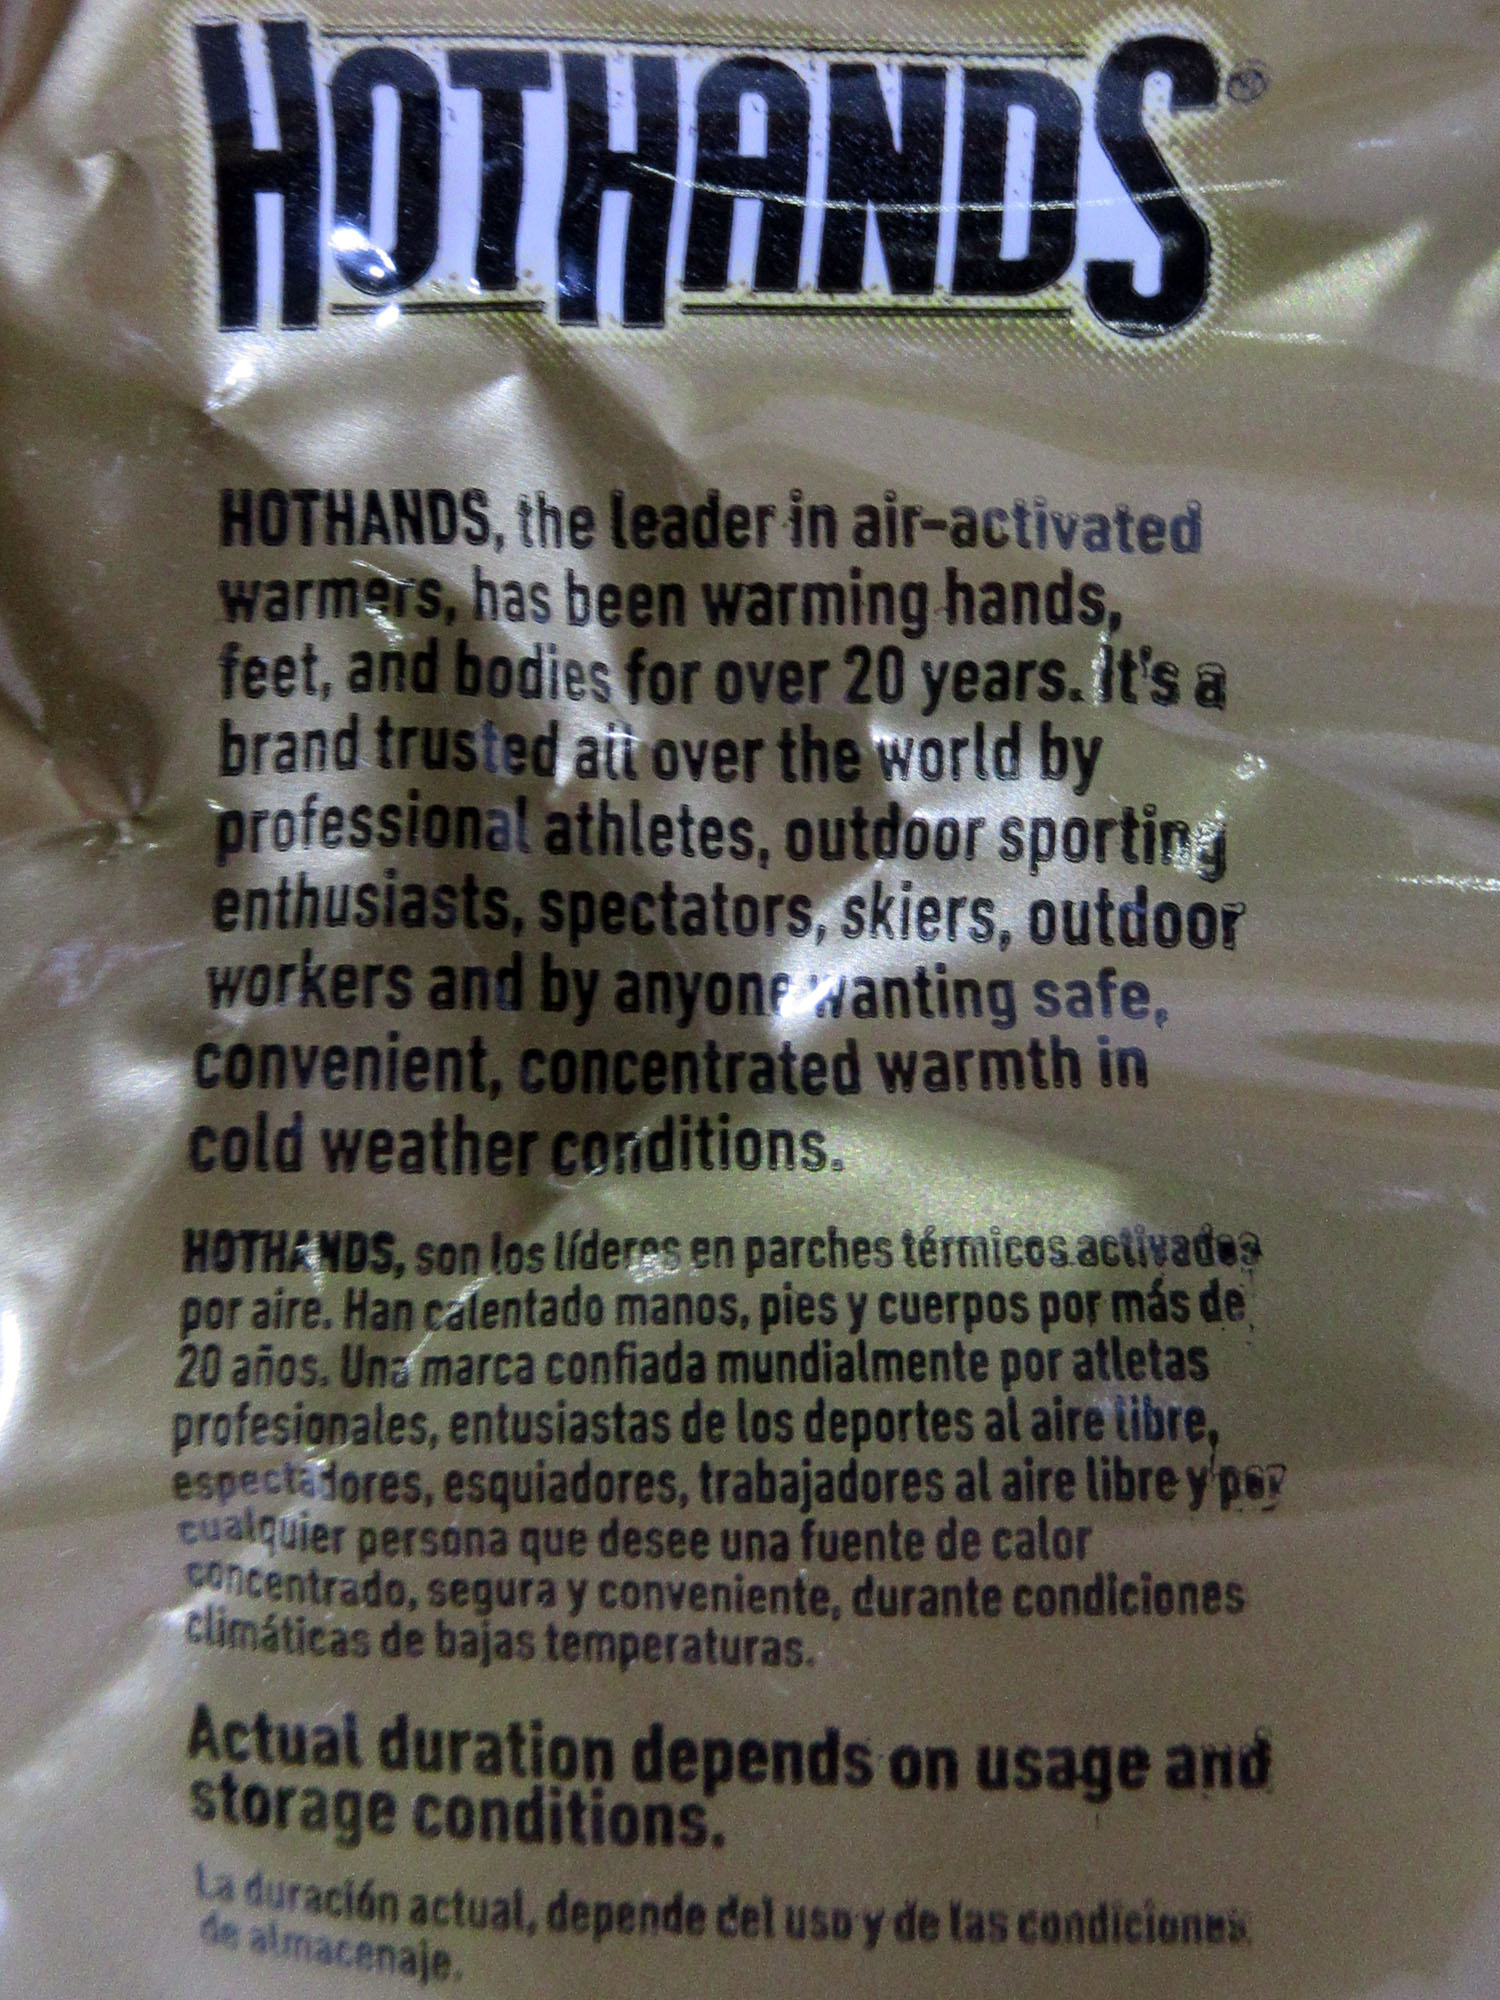 HOTHANDS®
HOTHANDS, the leader in air-activated
warmers, has been warming hands,
feet, and bodies for over 20 years. It's a
brand trusted all over the world by
professional athletes, outdoor sporting
enthusiasts, spectators, skiers, outdoor
workers and by anyone wanting safe,
convenient, concentrated warmth in
cold weather conditions.
HOTHANDS, son los líderes en parches térmicos activados
por aire. Han calentado manos, pies y cuerpos por más de
20 años. Una marca confiada mundialmente por atletas
profesionales, entusiastas de los deportes al aire libre,
espectadores, esquiadores, trabajadores al aire libre y por
cualquier persona que desee una fuente de calor
concentrado, segura y conveniente, durante condiciones
climáticas de bajas temperaturas.
Actual duration depends on usage and
storage conditions.
La duración actual, depende del uso y de las condiciones
de almacenaje.